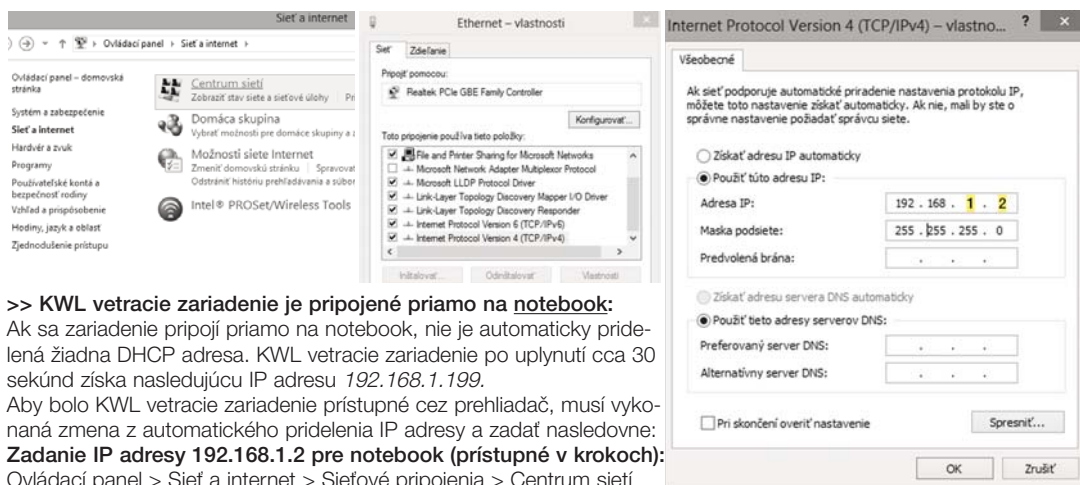 Sieť a internet
Ovládací panel › Sieť a internet ›
Ovládací panel – domovská
stránka
Systém a zabezpečenie
Sieť a internet
Hardvér a zvuk
Programy
Používateľské kontá a
bezpečnosť rodiny
Vzhľad a prispôsobenie
Hodiny, jazyk a oblasť
Zjednodušenie prístupu
Centrum sietí
Zobraziť stav siete a sieťové úlohy
Domáca skupina
Vybrať možnosti pre domáce skupiny a
Možnosti siete Internet
Zmeniť domovskú stránku
Odstrániť históriu prehľadávania a súbor
Intel® PROSet/Wireless Tools
Ethernet – vlastnosti
Sieť Zdieľanie
Pripojiť pomocou:
Realtek PCIe GBE Family Controller
Konfigurovať...
Toto pripojenie používa tieto položky:
File and Printer Sharing for Microsoft Networks
Microsoft Network Adapter Multiplexor Protocol
Microsoft LLDP Protocol Driver
Link-Layer Topology Discovery Mapper I/O Driver
Link-Layer Topology Discovery Responder
Internet Protocol Version 6 (TCP/IPv6)
Internet Protocol Version 4 (TCP/IPv4)
Inštalovať... Odinštalovať Vlastnosti
>> KWL vetracie zariadenie je pripojené priamo na notebook:
Ak sa zariadenie pripojí priamo na notebook, nie je automaticky pride-
lená žiadna DHCP adresa. KWL vetracie zariadenie po uplynutí cca 30
sekúnd získa nasledujúcu IP adresu 192.168.1.199.
Aby bolo KWL vetracie zariadenie prístupné cez prehliadač, musí vyko-
naná zmena z automatického pridelenia IP adresy a zadať nasledovne:
Zadanie IP adresy 192.168.1.2 pre notebook (prístupné v krokoch):
Ovládací panel > Sieť a internet > Sieťové pripojenia > Centrum sietí
Internet Protocol Version 4 (TCP/IPv4) – vlastno... ? ×
Všeobecné
Ak sieť podporuje automatické priradenie nastavenia protokolu IP,
môžete toto nastavenie získať automaticky. Ak nie, mali by ste o
správne nastavenie požiadať správcu siete.
Získať adresu IP automaticky
Použiť túto adresu IP:
Adresa IP: 192 . 168 . 1 . 2
Maska podsiete: 255 . 255 . 255 . 0
Predvolená brána: . . .
Získať adresu servera DNS automaticky
Použiť tieto adresy serverov DNS:
Preferovaný server DNS: . . .
Alternatívny server DNS: . . .
Pri skončení overiť nastavenie
Spresniť...
OK Zrušiť